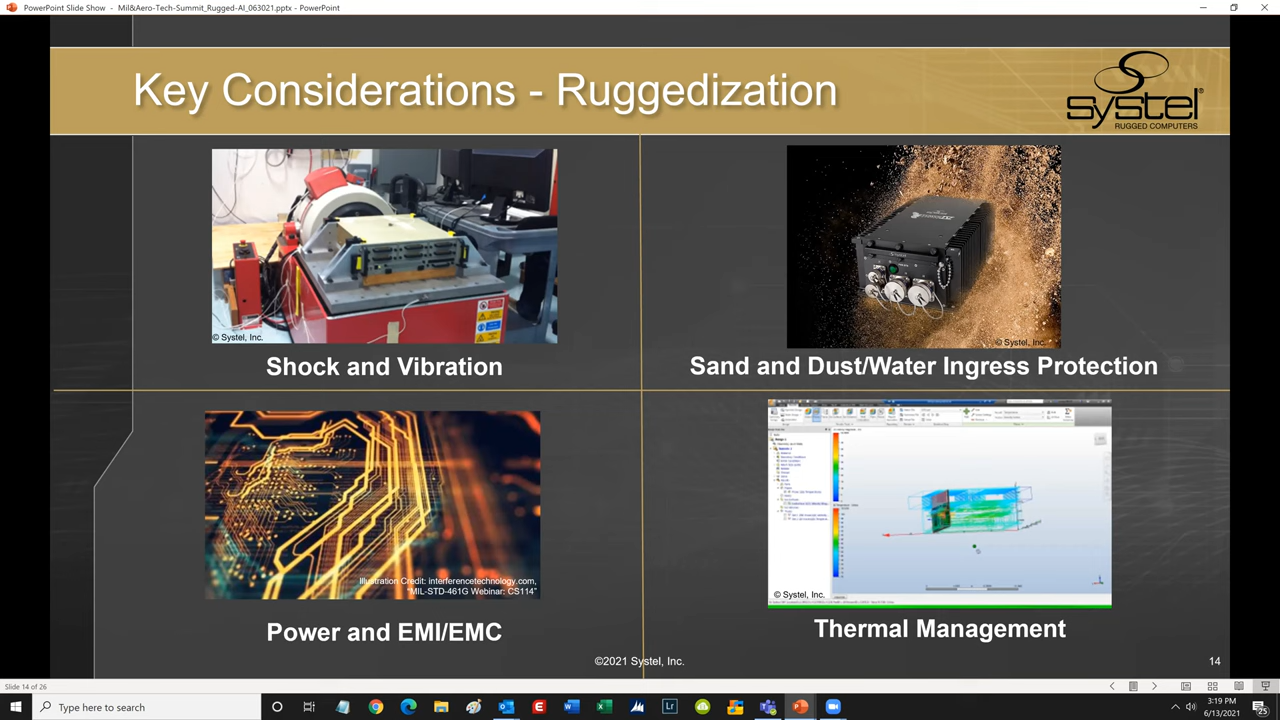 PowerPoint Slide Show - Mil&Aero-Tech-Summit_Rugged-AI_063021.pptx - PowerPoint
Key Considerations - Ruggedization
systel®
RUGGED COMPUTERS
© Systel, Inc.
Shock and Vibration
© Systel, Inc.
Sand and Dust/Water Ingress Protection
Illustration Credit: interferencetechnology.com,
"MIL-STD-461G Webinar: CS114"
Power and EMI/EMC
© Systel, Inc.
Thermal Management
©2021 Systel, Inc.
14
Slide 14 of 26
Type here to search
3:19 PM
6/13/2021
25